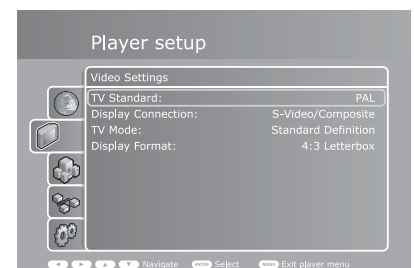 Player setup
Video Settings
TV Standard: PAL
Display Connection: S-Video/Composite
TV Mode: Standard Definition
Display Format: 4:3 Letterbox
Navigate ENTER Select MENU Exit player menu